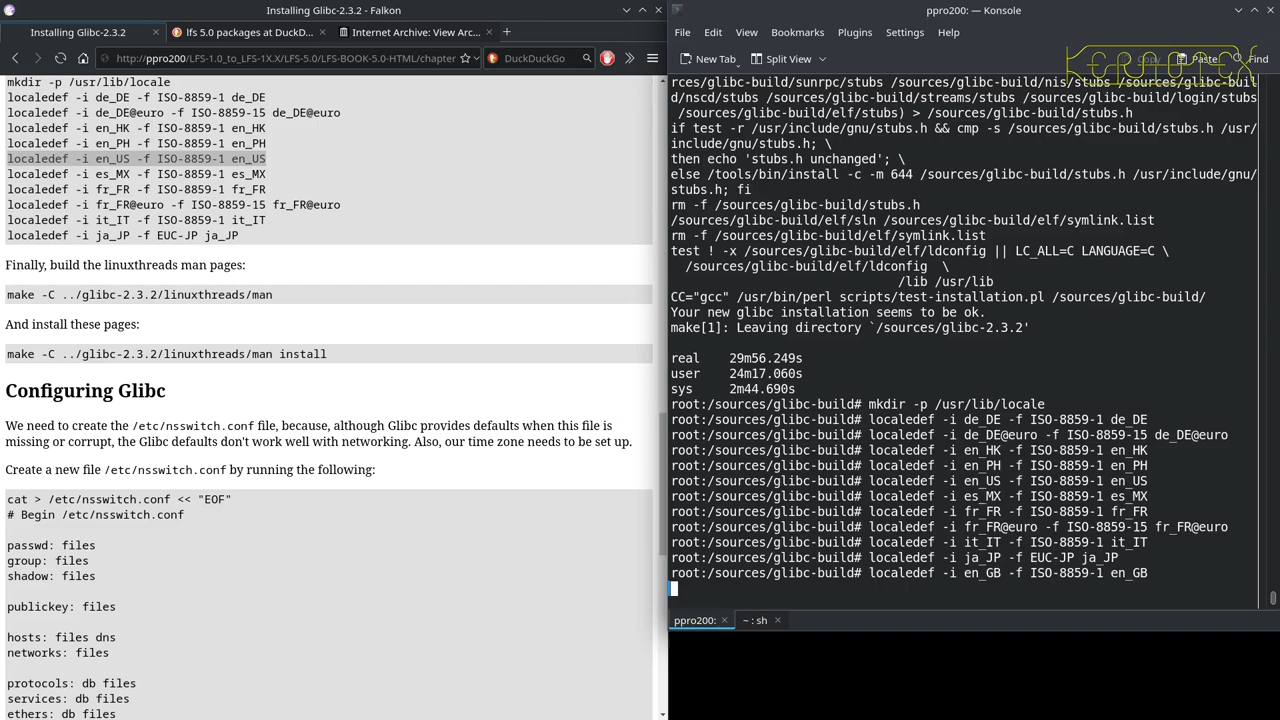 Installing Glibc-2.3.2 - Falkon
Installing Glibc-2.3.2
lfs 5.0 packages at DuckD...
Internet Archive: View Arc...
http://ppro200/LFS-1.0_to_LFS-1X.X/LFS-5.0/LFS-BOOK-5.0-HTML/chapter
DuckDuckGo
mkdir -p /usr/lib/locale
localedef -i de_DE -f ISO-8859-1 de_DE
localedef -i de_DE@euro -f ISO-8859-15 de_DE@euro
localedef -i en_HK -f ISO-8859-1 en_HK
localedef -i en_PH -f ISO-8859-1 en_PH
localedef -i en_US -f ISO-8859-1 en_US
localedef -i es_MX -f ISO-8859-1 es_MX
localedef -i fr_FR -f ISO-8859-1 fr_FR
localedef -i fr_FR@euro -f ISO-8859-15 fr_FR@euro
localedef -i it_IT -f ISO-8859-1 it_IT
localedef -i ja_JP -f EUC-JP ja_JP
Finally, build the linuxthreads man pages:
make -C ../glibc-2.3.2/linuxthreads/man
And install these pages:
make -C ../glibc-2.3.2/linuxthreads/man install
Configuring Glibc
We need to create the /etc/nsswitch.conf file, because, although Glibc provides defaults when this file is
missing or corrupt, the Glibc defaults don't work well with networking. Also, our time zone needs to be set up.
Create a new file /etc/nsswitch.conf by running the following:
cat > /etc/nsswitch.conf << "EOF"
# Begin /etc/nsswitch.conf
passwd: files
group: files
shadow: files
publickey: files
hosts: files dns
networks: files
protocols: db files
services: db files
ethers: db files
ppro200: — Konsole
File Edit View Bookmarks Plugins Settings Help
New Tab Split View Copy Paste Find
rces/glibc-build/sunrpc/stubs /sources/glibc-build/nis/stubs /sources/glibc-buil
d/nscd/stubs /sources/glibc-build/streams/stubs /sources/glibc-build/login/stubs
/sources/glibc-build/elf/stubs) > /sources/glibc-build/stubs.h
if test -r /usr/include/gnu/stubs.h && cmp -s /sources/glibc-build/stubs.h /usr/
include/gnu/stubs.h; \
then echo 'stubs.h unchanged'; \
else /tools/bin/install -c -m 644 /sources/glibc-build/stubs.h /usr/include/gnu/
stubs.h; fi
rm -f /sources/glibc-build/stubs.h
/sources/glibc-build/elf/sln /sources/glibc-build/elf/symlink.list
rm -f /sources/glibc-build/elf/symlink.list
test ! -x /sources/glibc-build/elf/ldconfig || LC_ALL=C LANGUAGE=C \
/sources/glibc-build/elf/ldconfig \
/lib /usr/lib
CC="gcc" /usr/bin/perl scripts/test-installation.pl /sources/glibc-build/
Your new glibc installation seems to be ok.
make[1]: Leaving directory `/sources/glibc-2.3.2'
real 29m56.249s
user 24m17.060s
sys 2m44.690s
root:/sources/glibc-build# mkdir -p /usr/lib/locale
root:/sources/glibc-build# localedef -i de_DE -f ISO-8859-1 de_DE
root:/sources/glibc-build# localedef -i de_DE@euro -f ISO-8859-15 de_DE@euro
root:/sources/glibc-build# localedef -i en_HK -f ISO-8859-1 en_HK
root:/sources/glibc-build# localedef -i en_PH -f ISO-8859-1 en_PH
root:/sources/glibc-build# localedef -i en_US -f ISO-8859-1 en_US
root:/sources/glibc-build# localedef -i es_MX -f ISO-8859-1 es_MX
root:/sources/glibc-build# localedef -i fr_FR -f ISO-8859-1 fr_FR
root:/sources/glibc-build# localedef -i fr_FR@euro -f ISO-8859-15 fr_FR@euro
root:/sources/glibc-build# localedef -i it_IT -f ISO-8859-1 it_IT
root:/sources/glibc-build# localedef -i ja_JP -f EUC-JP ja_JP
root:/sources/glibc-build# localedef -i en_GB -f ISO-8859-1 en_GB
ppro200:
~ : sh